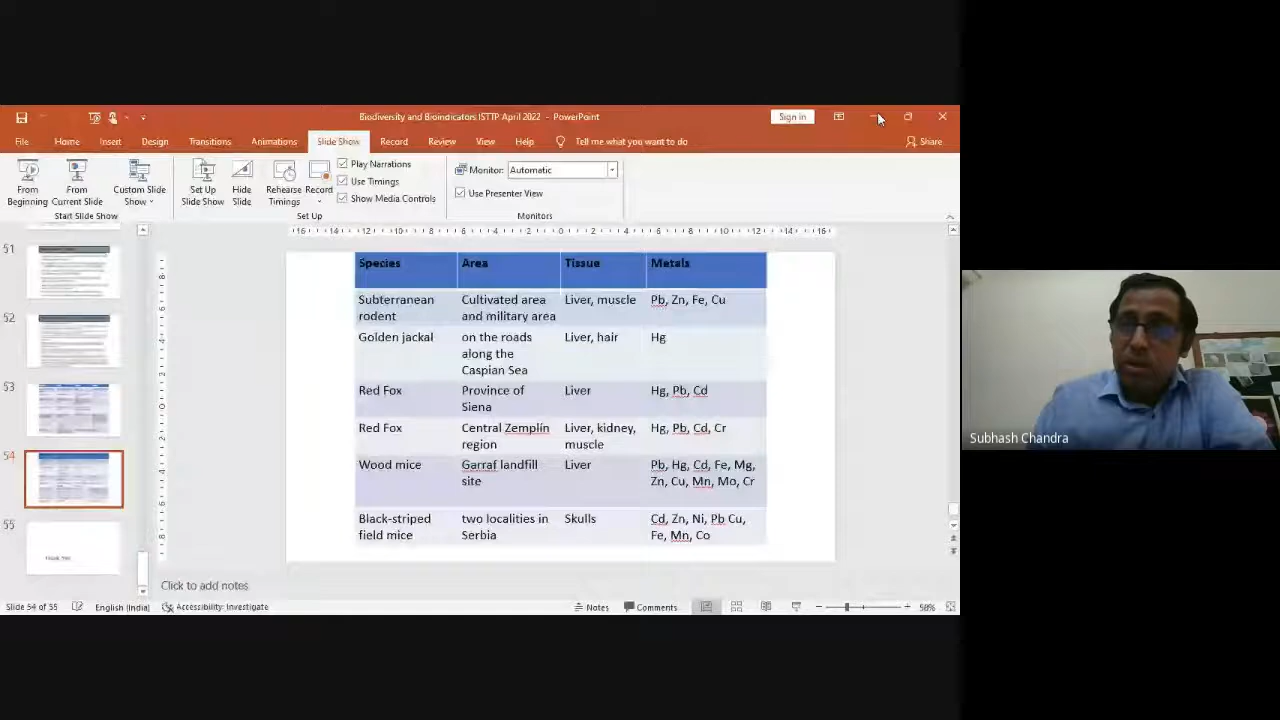 Biodiversity and Bioindicators ISTTP April 2022 - PowerPoint
Sign in
File Home Insert Design Transitions Animations Slide Show Record Review View Help Tell me what you want to do Share
From Beginning
From Current Slide
Custom Slide Show
Set Up Slide Show
Hide Slide
Rehearse Timings
Record
Play Narrations
Use Timings
Show Media Controls
Monitor: Automatic
Use Presenter View
Start Slide Show
Set Up
Monitors
51
52
53
54
55
Species Area Tissue Metals
Subterranean Cultivated area Liver, muscle Pb, Zn, Fe, Cu
rodent and military area
Golden jackal on the roads Liver, hair Hg
along the
Caspian Sea
Red Fox Province of Liver Hg, Pb, Cd
Siena
Red Fox Central Zemplín Liver, kidney, Hg, Pb, Cd, Cr
region muscle
Wood mice Garraf landfill Liver Pb, Hg, Cd, Fe, Mg,
site Zn, Cu, Mn, Mo, Cr
Black-striped two localities in Skulls Cd, Zn, Ni, Pb Cu,
field mice Serbia Fe, Mn, Co
Click to add notes
Slide 54 of 55 English (India) Accessibility: Investigate Notes Comments 58%
Subhash Chandra